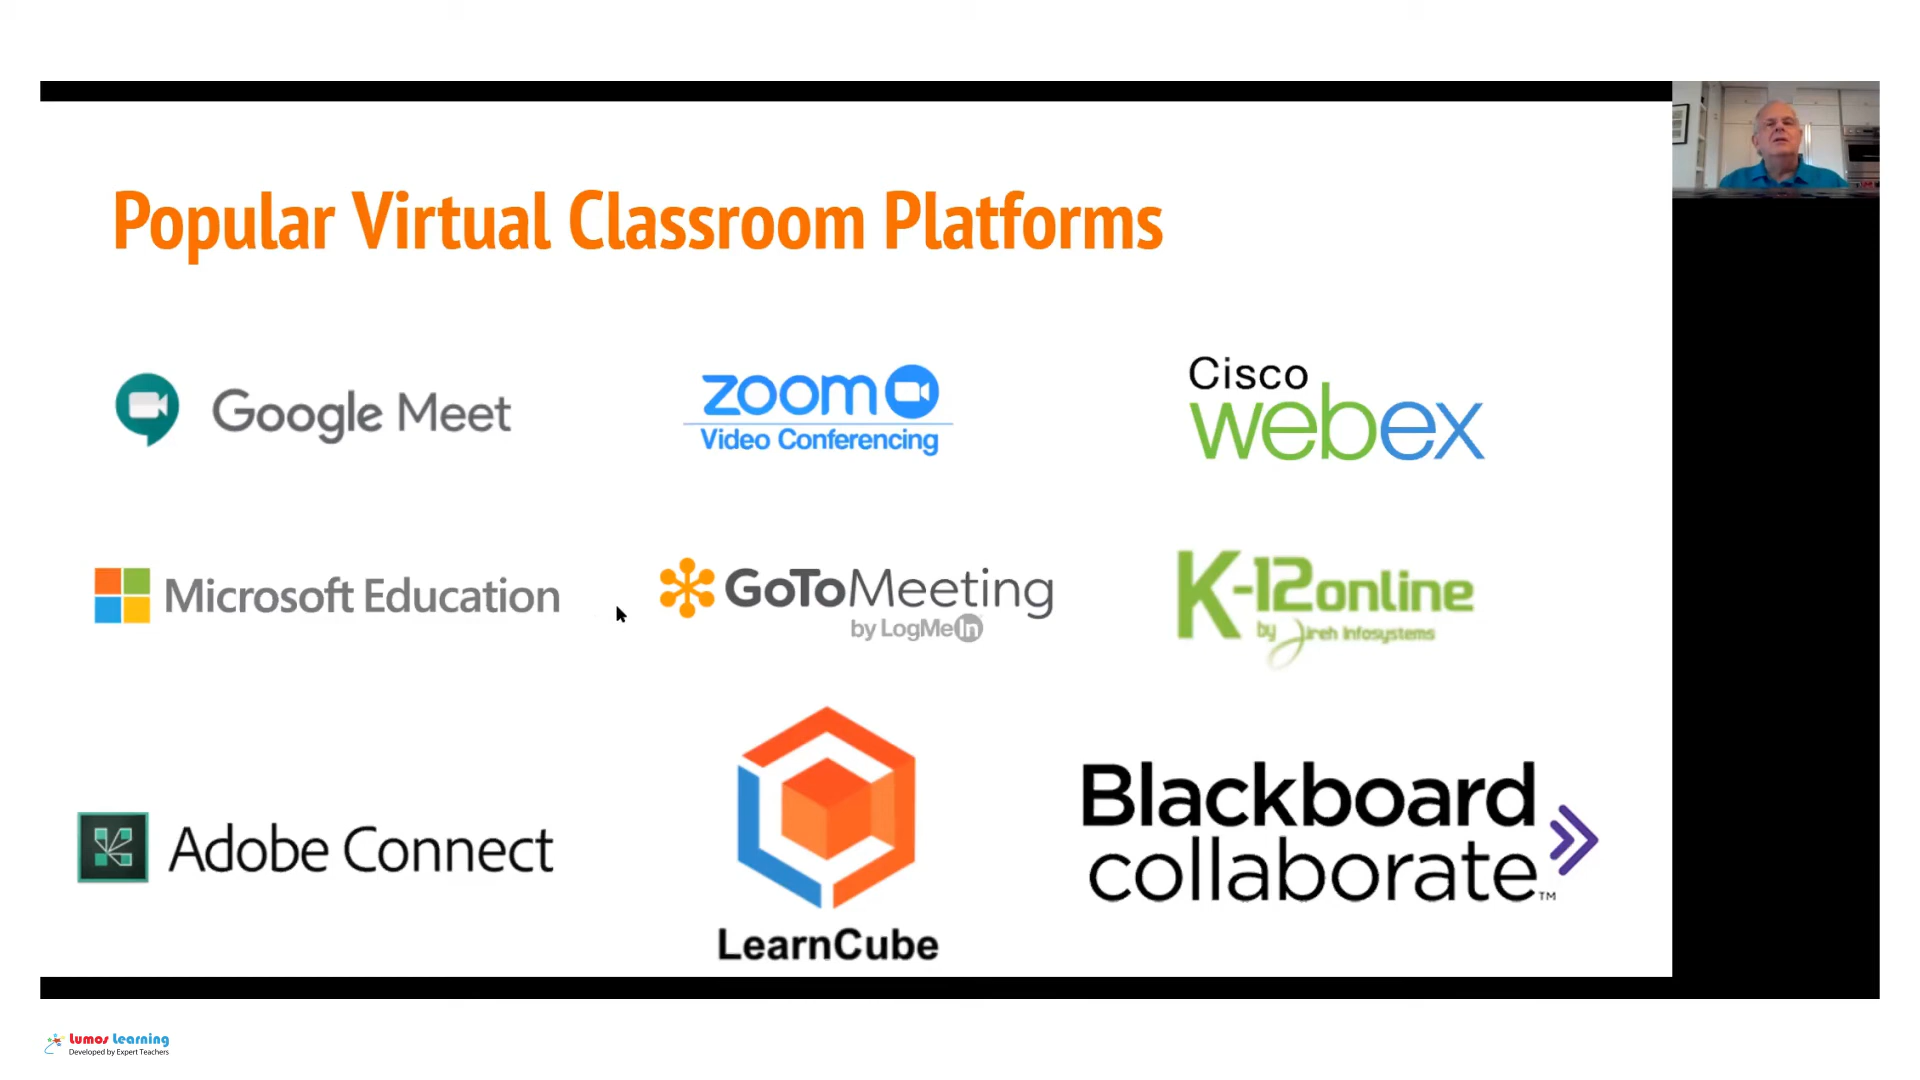 Popular Virtual Classroom Platforms
Google Meet
zoom
Video Conferencing
Cisco
webex
Microsoft Education
GoToMeeting
by LogMeIn
K-12online
by Jireh Infosystems
Adobe Connect
LearnCube
Blackboard
collaborate™
Lumos Learning
Developed by Expert Teachers